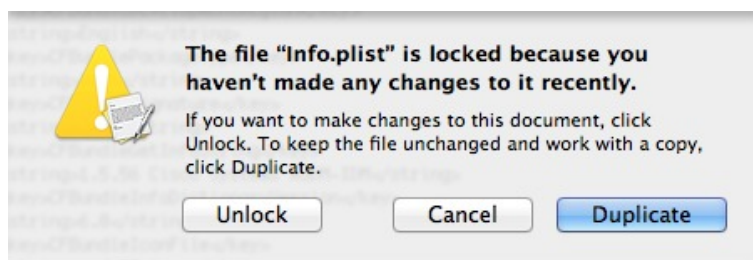 The file “Info.plist” is locked because you
haven't made any changes to it recently.
If you want to make changes to this document, click
Unlock. To keep the file unchanged and work with a copy,
click Duplicate.
Unlock
Cancel
Duplicate